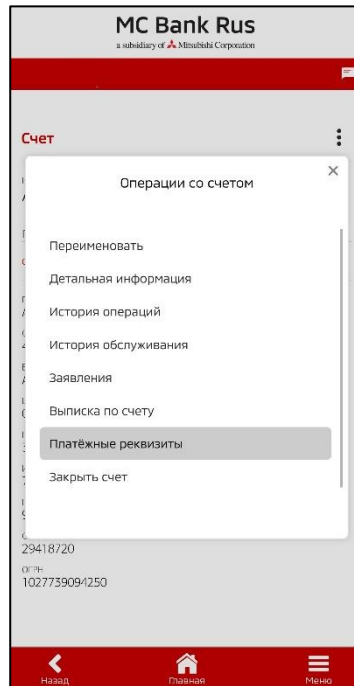 MC Bank Rus
a subsidiary of Mitsubishi Corporation
Счет
Операции со счетом
Переименовать
Детальная информация
История операций
История обслуживания
Заявления
Выписка по счету
Платёжные реквизиты
Закрыть счет
29418720
ОГРН
1027739094250
Назад
Главная
Меню